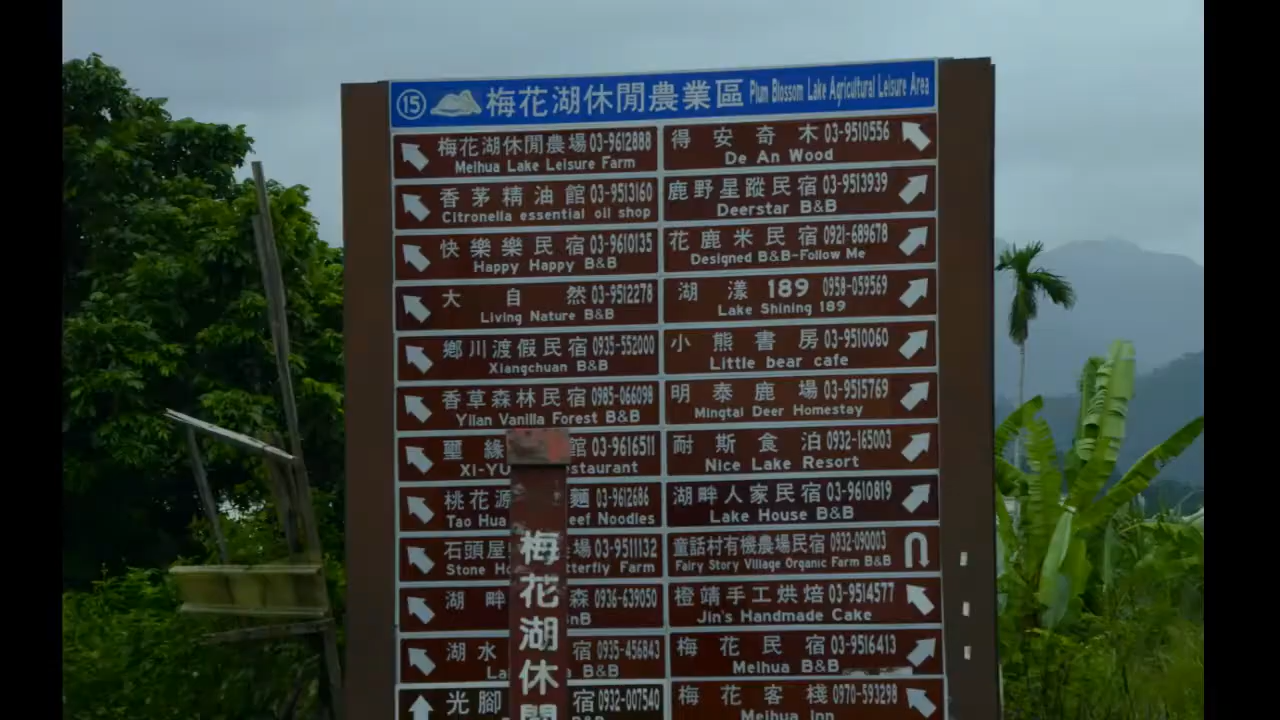 15 梅花湖休閒農業區 Plum Blossom Lake Agricultural Leisure Area
梅花湖休閒農場 03-9612888
Meihua Lake Leisure Farm
香茅精油館 03-9513160
Citronella essential oil shop
快樂樂民宿 03-9610135
Happy Happy B&B
大自然 03-9512278
Living Nature B&B
鄉川渡假民宿 0935-552000
Xiangchuan B&B
香草森林民宿 0985-066098
Yilan Vanilla Forest B&B
璽緣 館 03-9616511
XI-YU estaurant
桃花源 麵 03-9612686
Tao Hua eef Noodles
石頭屋 場 03-9511132
Stone Ho tterfly Farm
湖畔 森 0936-639050
nB
湖水 宿 0935-456843
La B&B
光腳 宿 0932-007540
B&B
得安奇木 03-9510556
De An Wood
鹿野星蹤民宿 03-9513939
Deerstar B&B
花鹿米民宿 0921-689678
Designed B&B-Follow Me
湖漾 189 0958-059569
Lake Shining 189
小熊書房 03-9510060
Little bear cafe
明泰鹿場 03-9515769
Mingtai Deer Homestay
耐斯食泊 0932-165003
Nice Lake Resort
湖畔人家民宿 03-9610819
Lake House B&B
童話村有機農場民宿 0932-090003
Fairy Story Village Organic Farm B&B
橙靖手工烘焙 03-9514577
Jin's Handmade Cake
梅花民宿 03-9516413
Meihua B&B
梅花客棧 0970-593298
Meihua Inn
梅花湖休閒